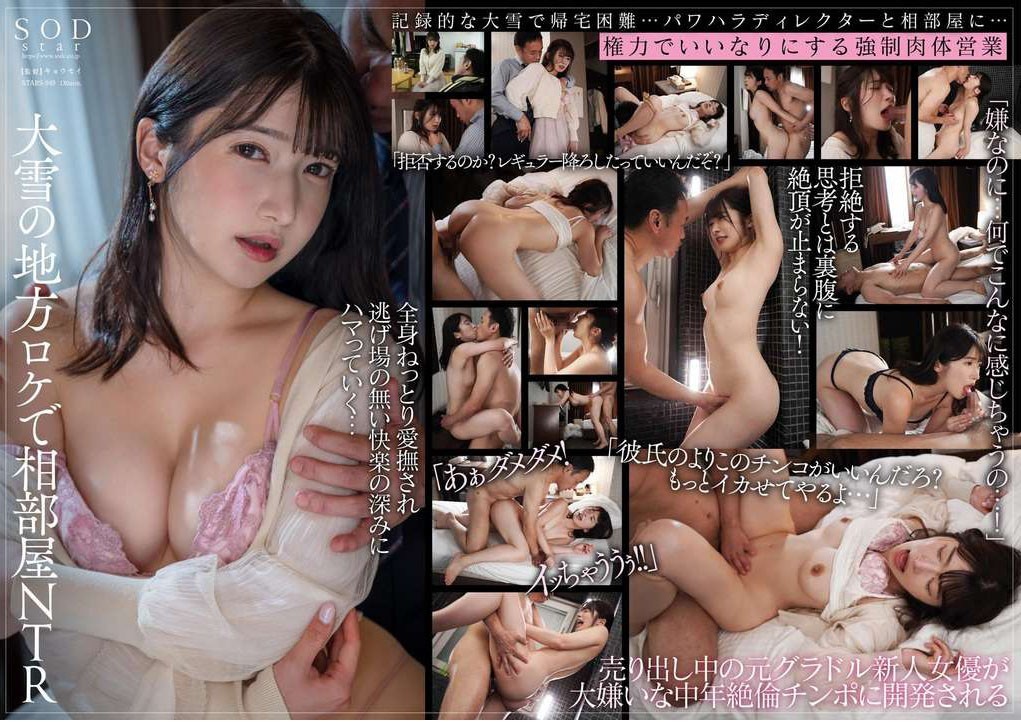 SOD
star
【監督】キョウセイ
大雪の地方ロケで相部屋NTR
全身ねっとり愛撫され
逃げ場の無い快楽の深みに
ハマっていく…
記録的な大雪で帰宅困難…パワハラディレクターと相部屋に…
権力でいいなりにする強制肉体営業
「拒否するのか?レギュラー降ろしたっていいんだぞ?」
「嫌なのに…何でこんなに感じちゃうの……!」
拒絶する
思考とは裏腹に
絶頂が止まらない!
「彼氏のよりこのチンコがいいんだろ?
もっとイカせてやるよ…」
「あぁダメダメ!
イッちゃううぅ!!」
売り出し中の元グラドル新人女優が
大嫌いな中年絶倫チンポに開発される